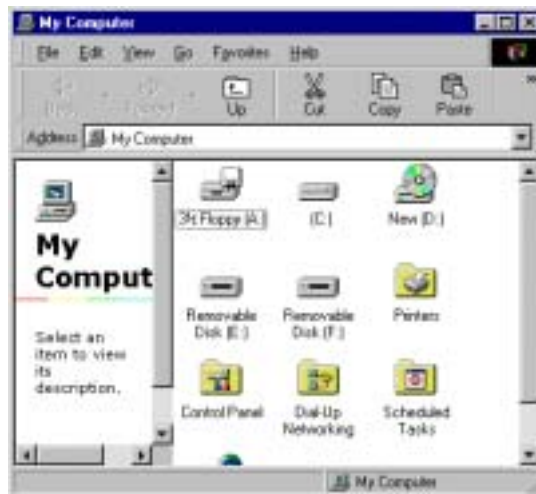 My Computer
File Edit View Go Favorites Help
Back Forward Up Cut Copy Paste
»
Address My Computer
My
Comput
Select an
item to view
its
description.
3½ Floppy (A:) (C:) New (D:)
Removable
Disk (E:)
Removable
Disk (F:)
Printers
Control Panel
Dial-Up
Networking
Scheduled
Tasks
My Computer